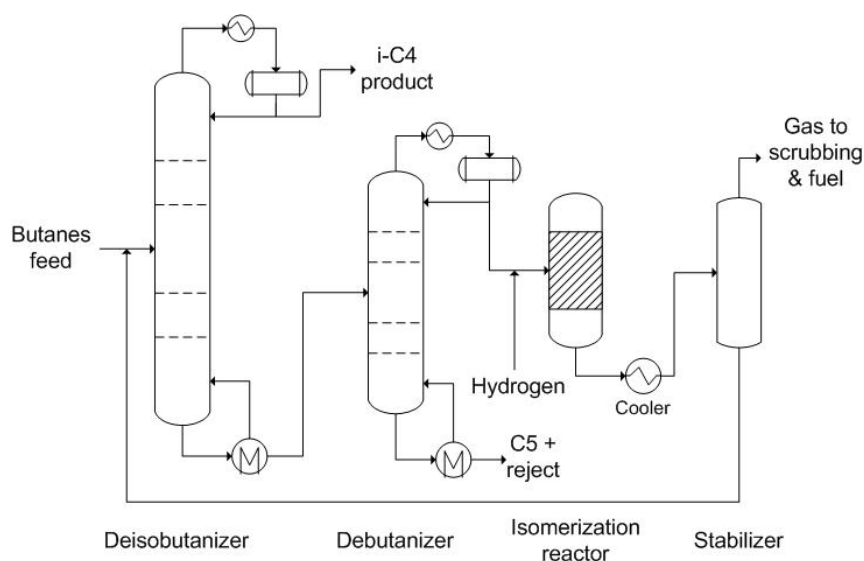 i-C4
product
Gas to
scrubbing
& fuel
Butanes
feed
Hydrogen
Cooler
C5 +
reject
Deisobutanizer
Debutanizer
Isomerization
reactor
Stabilizer